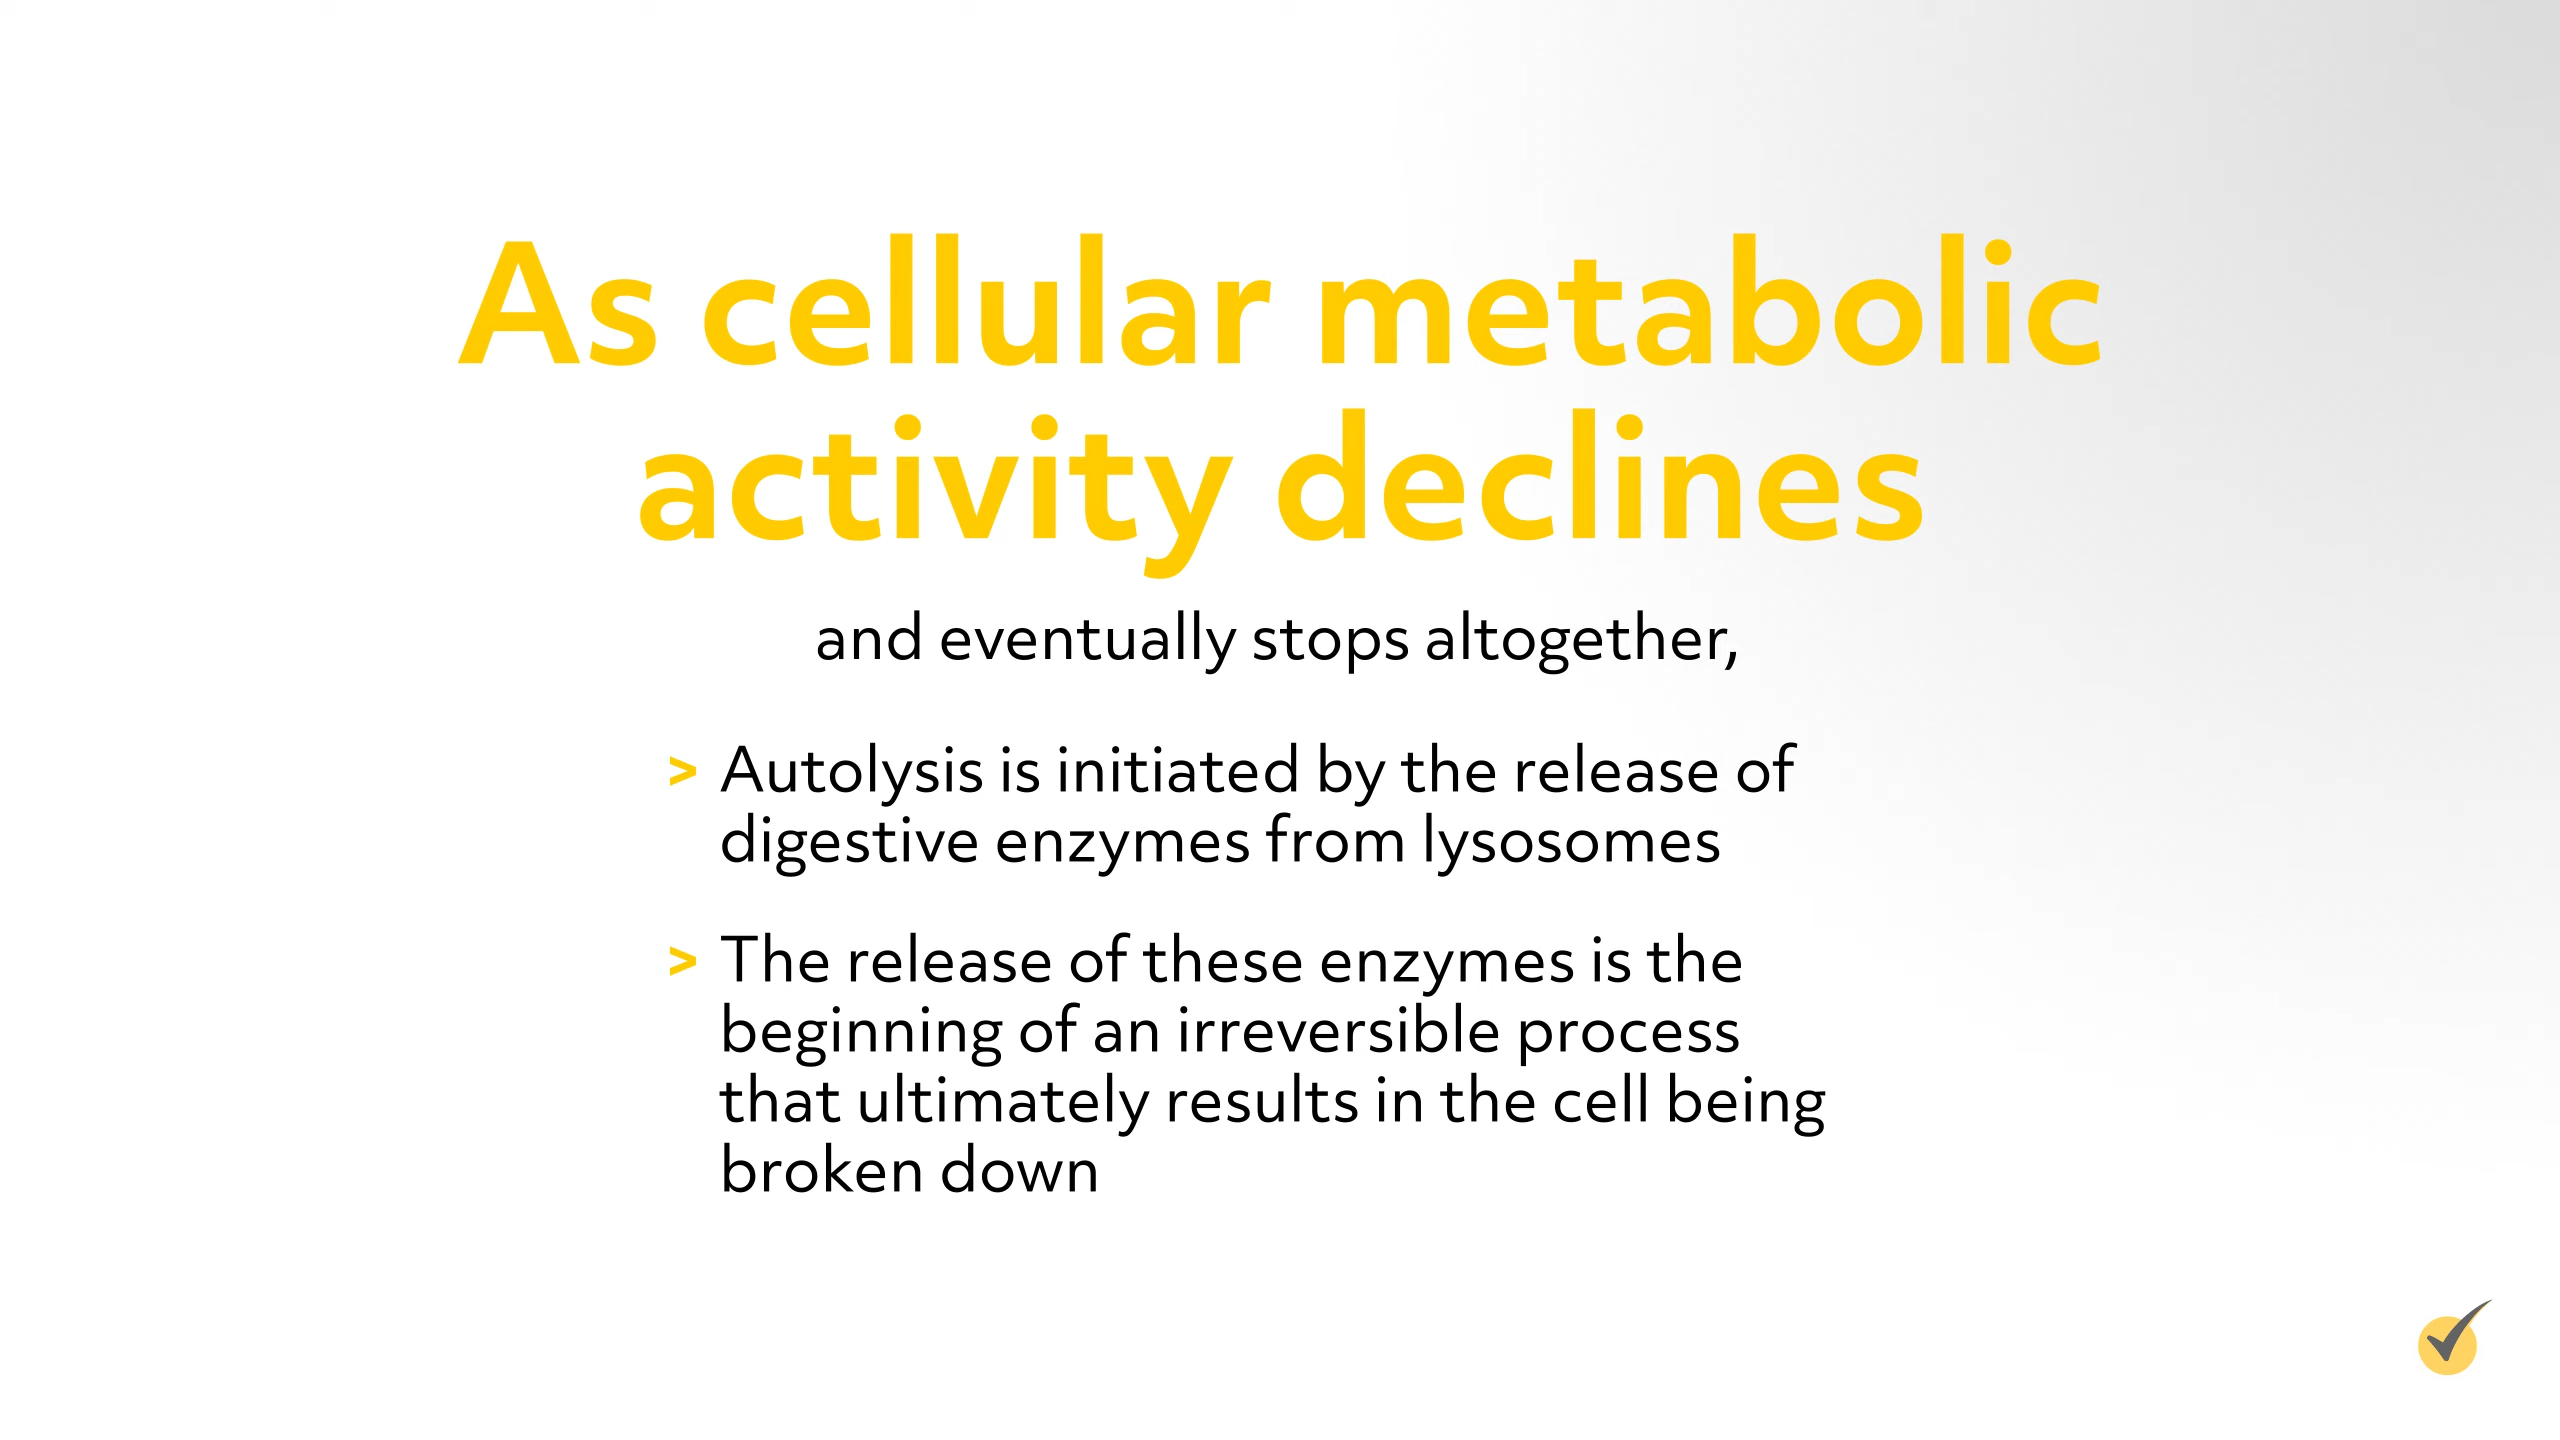 As cellular metabolic
activity declines
and eventually stops altogether,
> Autolysis is initiated by the release of
digestive enzymes from lysosomes
> The release of these enzymes is the
beginning of an irreversible process
that ultimately results in the cell being
broken down